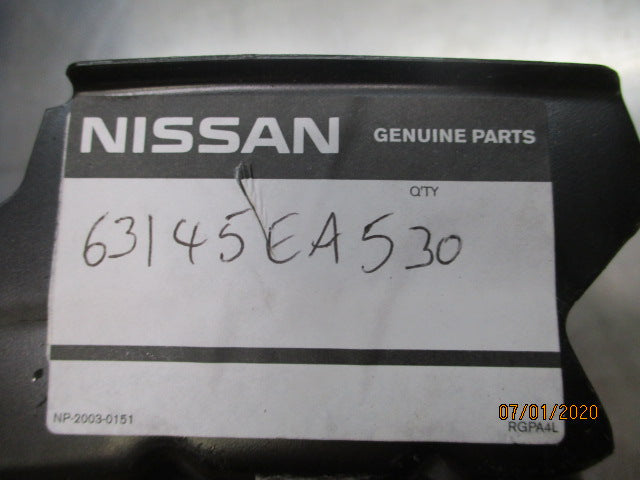 NISSAN GENUINE PARTS
Q'TY
63145EA530
NP-2003-0151
RGPA4L
07/01/2020